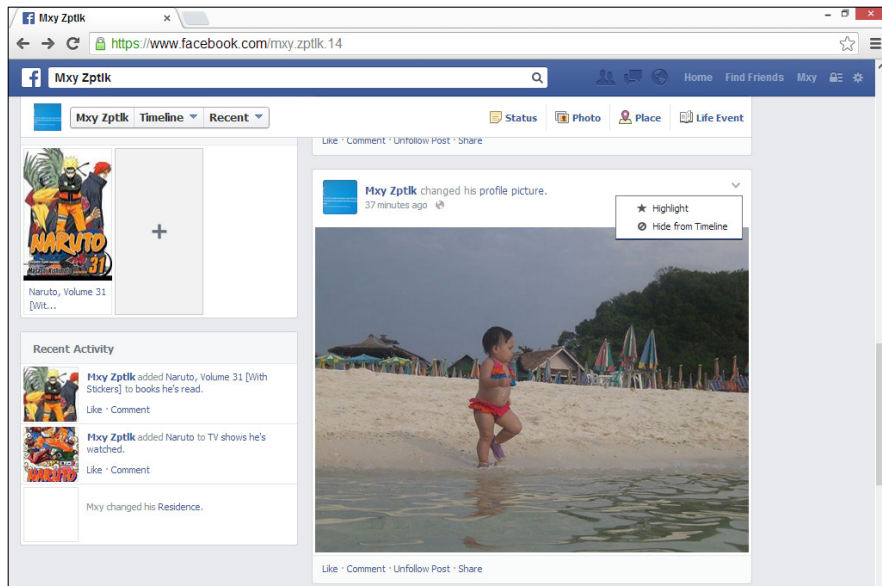 Mxy Zptlk
https://www.facebook.com/mxy.zptlk.14
Mxy Zptlk
Home Find Friends Mxy
Mxy Zptlk Timeline Recent
Status Photo Place Life Event
Like · Comment · Unfollow Post · Share
NARUTO
31
Naruto, Volume 31
[Wit...
Recent Activity
Mxy Zptlk added Naruto, Volume 31 [With
Stickers] to books he's read.
Like · Comment
Mxy Zptlk added Naruto to TV shows he's
watched.
Like · Comment
NARUTO
Mxy changed his Residence.
Mxy Zptlk changed his profile picture.
37 minutes ago
Highlight
Hide from Timeline
Like · Comment · Unfollow Post · Share